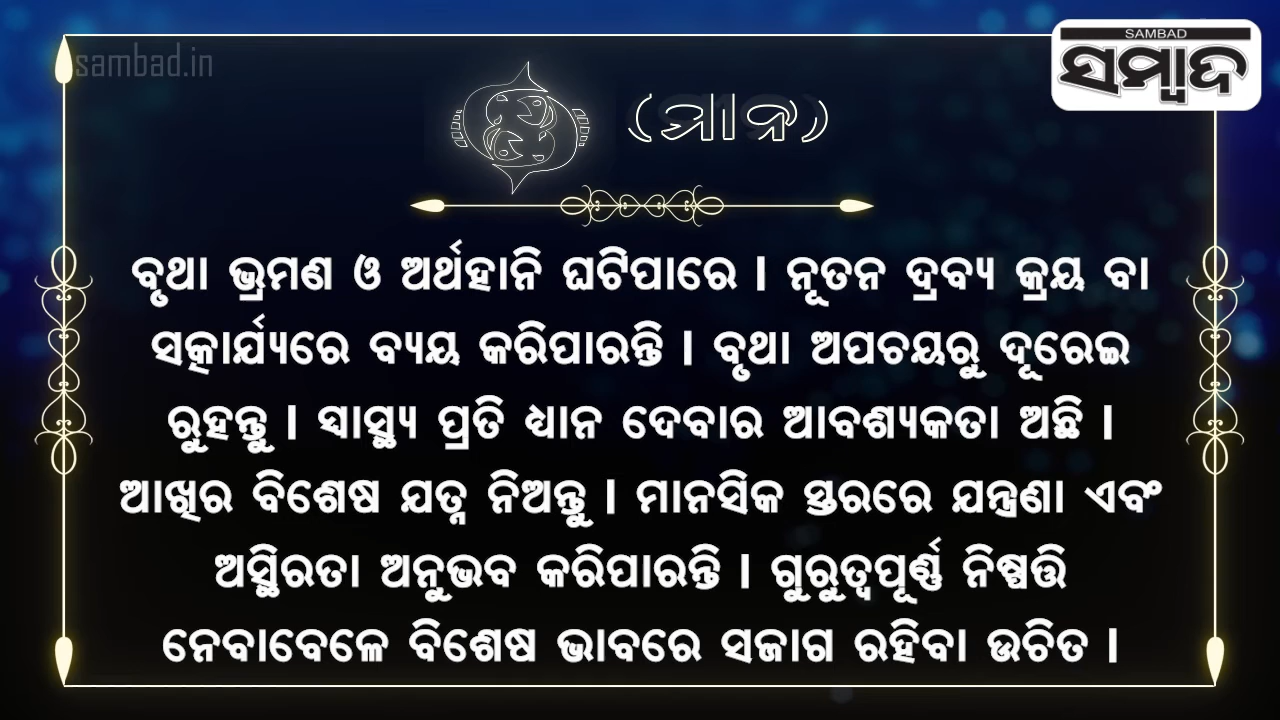 sambad.in
SAMBAD
ସମ୍ବାଦ
(ମୀନ)
ବୃଥା ଭ୍ରମଣ ଓ ଅର୍ଥହାନି ଘଟିପାରେ । ନୂତନ ଦ୍ରବ୍ୟ କ୍ରୟ ବା
ସତ୍କାର୍ଯ୍ୟରେ ବ୍ୟୟ କରିପାରନ୍ତି । ବୃଥା ଅପଚୟରୁ ଦୂରେଇ
ରୁହନ୍ତୁ । ସ୍ୱାସ୍ଥ୍ୟ ପ୍ରତି ଧ୍ୟାନ ଦେବାର ଆବଶ୍ୟକତା ଅଛି ।
ଆଖିର ବିଶେଷ ଯତ୍ନ ନିଅନ୍ତୁ । ମାନସିକ ସ୍ତରରେ ଯନ୍ତ୍ରଣା ଏବଂ
ଅସ୍ଥିରତା ଅନୁଭବ କରିପାରନ୍ତି । ଗୁରୁତ୍ୱପୂର୍ଣ୍ଣ ନିଷ୍ପତ୍ତି
ନେବାବେଳେ ବିଶେଷ ଭାବରେ ସଜାଗ ରହିବା ଉଚିତ ।